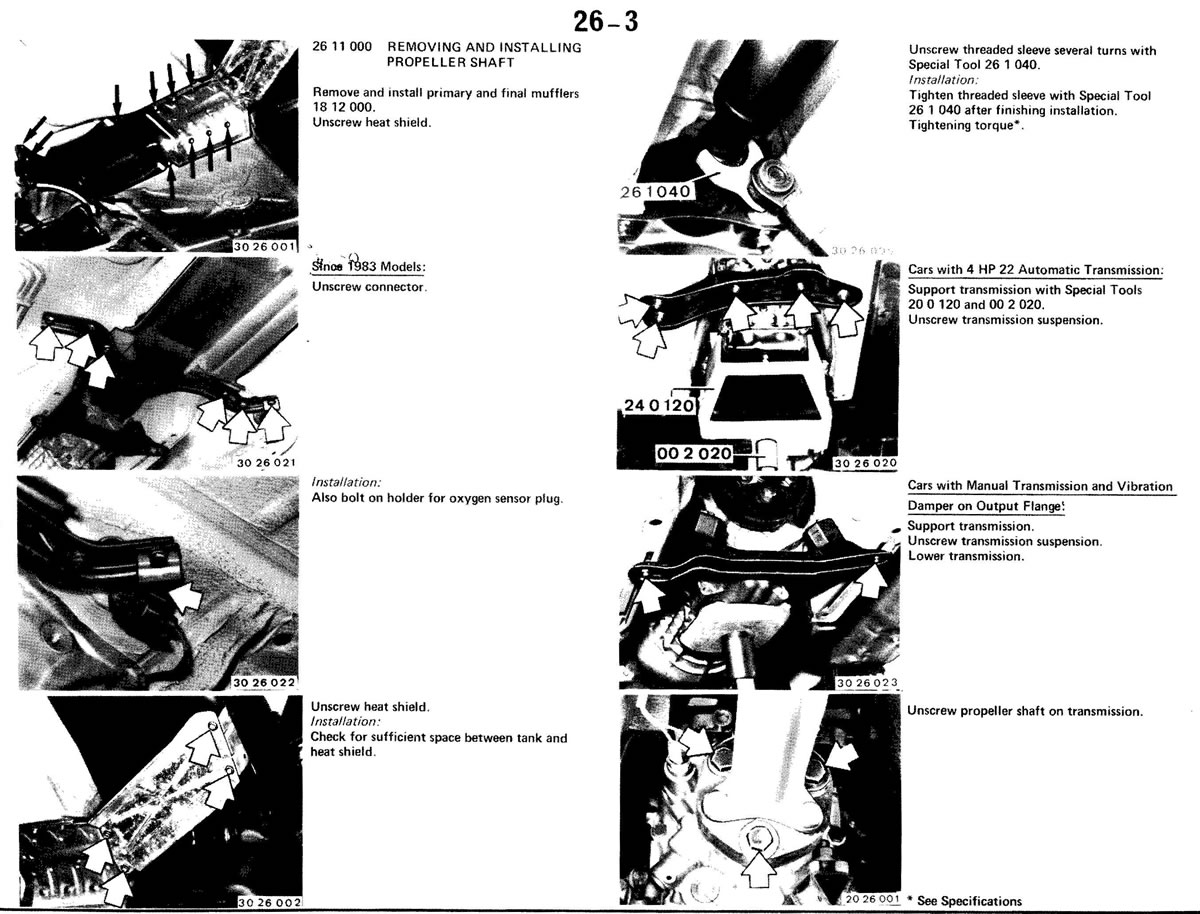 26-3
26 11 000 REMOVING AND INSTALLING
PROPELLER SHAFT
Remove and install primary and final mufflers
18 12 000.
Unscrew heat shield.
30 26 001
Since 1983 Models:
Unscrew connector.
30 26 021
Installation:
Also bolt on holder for oxygen sensor plug.
30 26 022
Unscrew heat shield.
Installation:
Check for sufficient space between tank and
heat shield.
30 26 002
Unscrew threaded sleeve several turns with
Special Tool 26 1 040.
Installation:
Tighten threaded sleeve with Special Tool
26 1 040 after finishing installation.
Tightening torque*.
26 1040
30 26
Cars with 4 HP 22 Automatic Transmission:
Support transmission with Special Tools
20 0 120 and 00 2 020.
Unscrew transmission suspension.
24 0 120
00 2 020
30 26 020
Cars with Manual Transmission and Vibration
Damper on Output Flange:
Support transmission.
Unscrew transmission suspension.
Lower transmission.
30 26 023
Unscrew propeller shaft on transmission.
20 26 001
* See Specifications